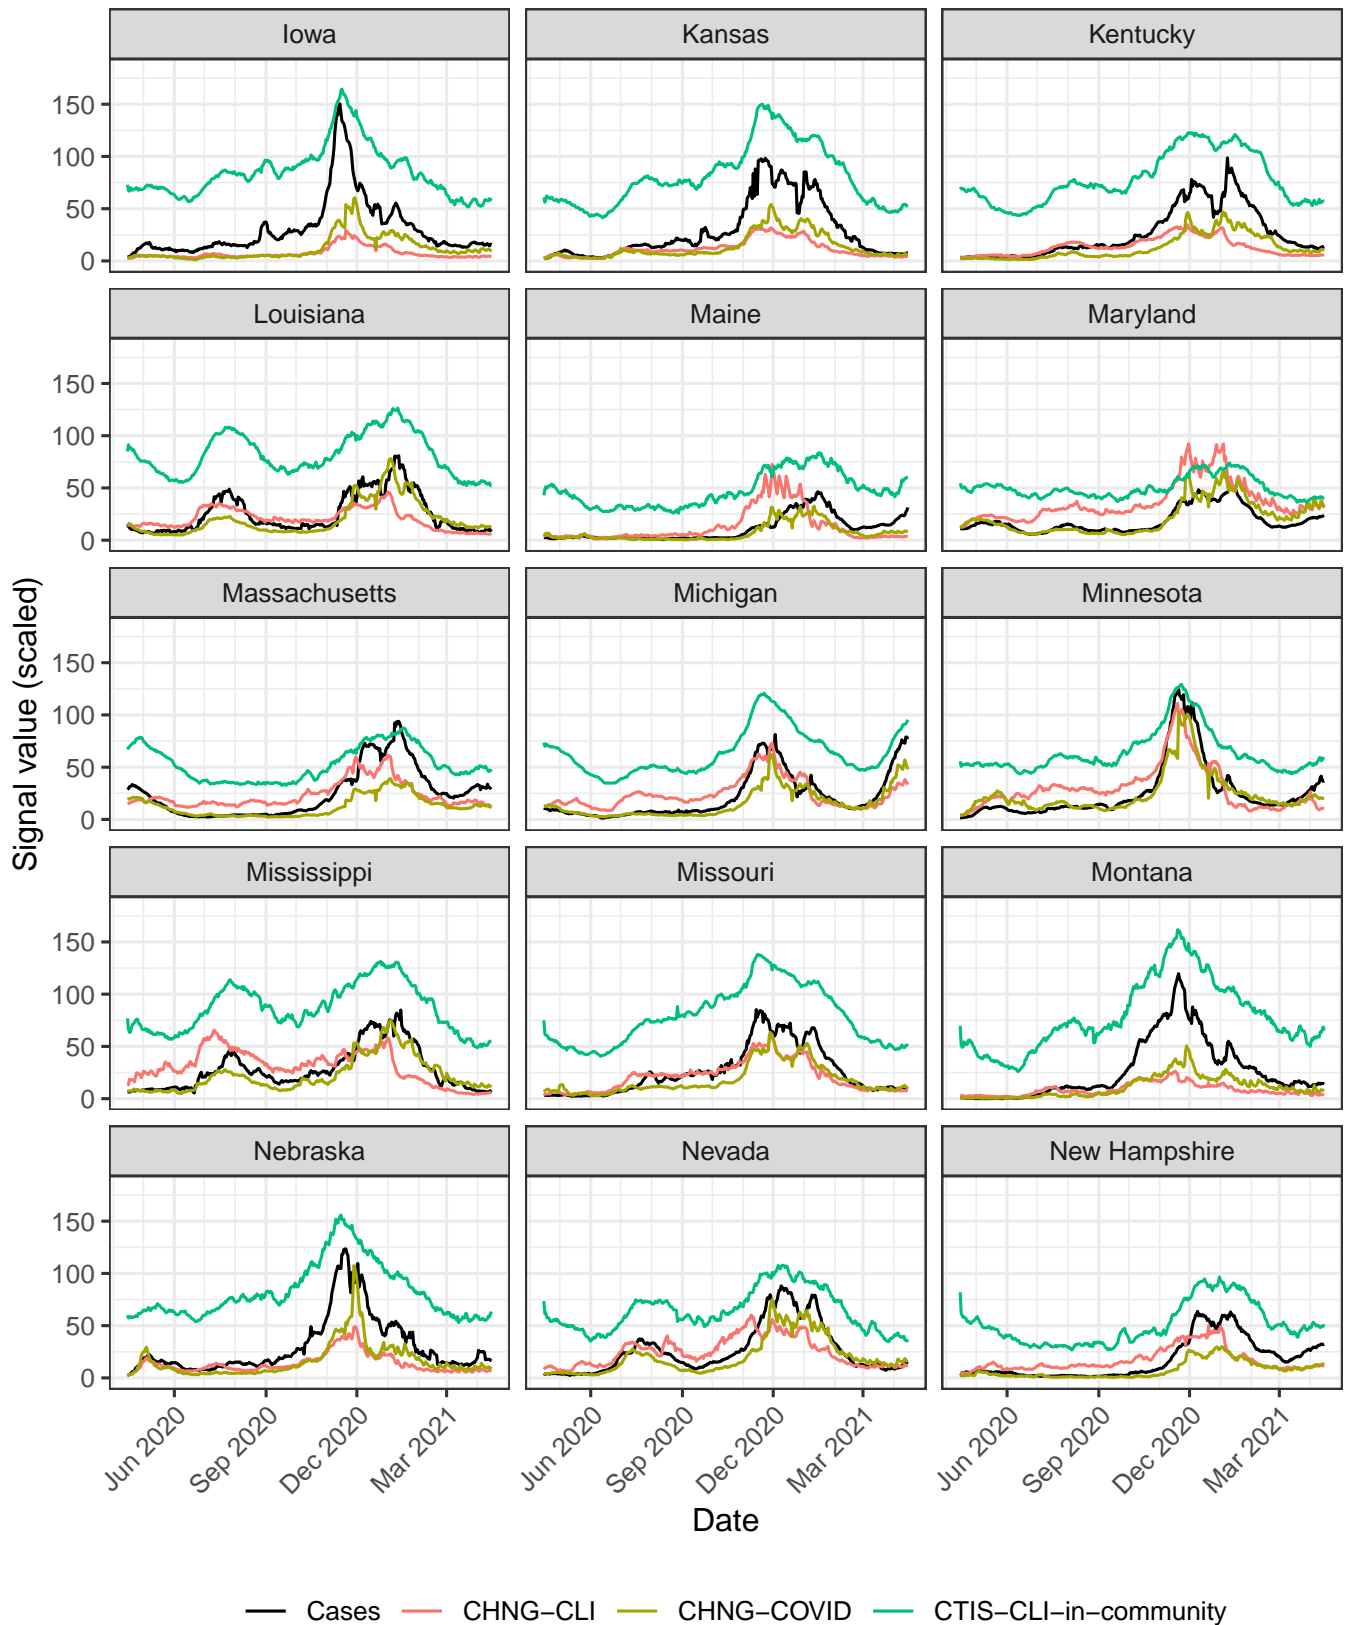 Iowa
Kansas
Kentucky
150
100
50
0
Louisiana
Maine
Maryland
150
100
50
0
Massachusetts
Michigan
Minnesota
150
100
50
0
Mississippi
Missouri
Montana
150
100
50
0
Nebraska
Nevada
New Hampshire
150
100
50
0
Signal value (scaled)
Jun 2020
Sep 2020
Dec 2020
Mar 2021
Jun 2020
Sep 2020
Dec 2020
Mar 2021
Jun 2020
Sep 2020
Dec 2020
Mar 2021
Date
Cases CHNG−CLI CHNG−COVID CTIS−CLI−in−community